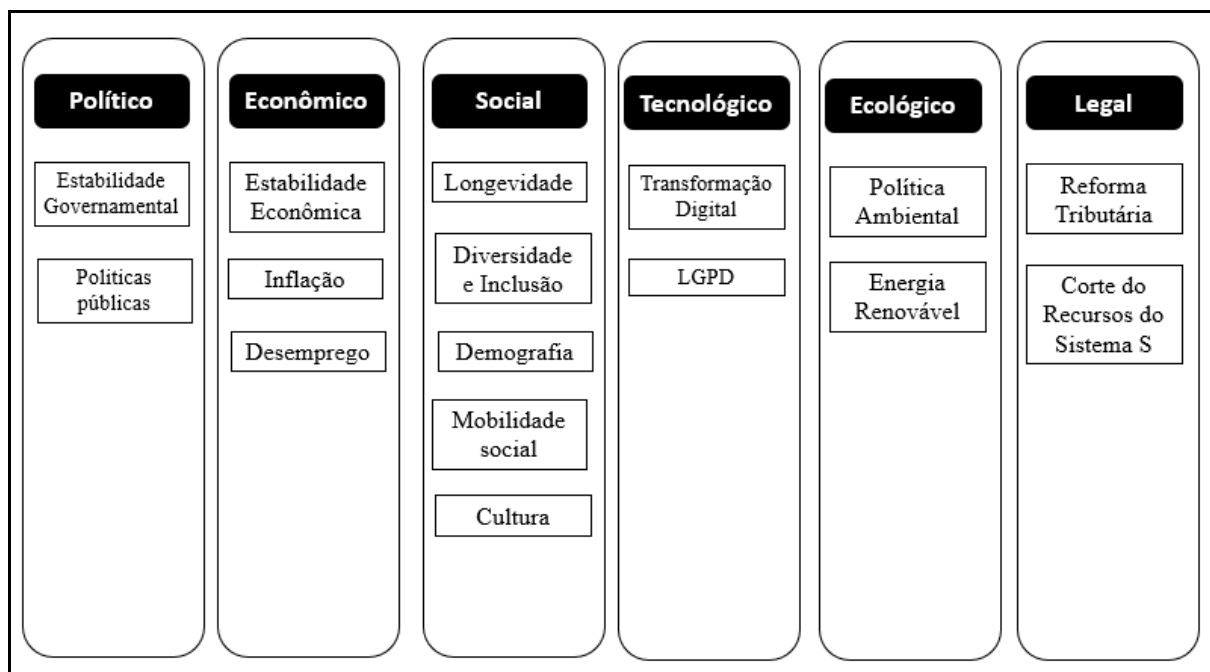 Político
Estabilidade
Governamental
Politicas
públicas
Econômico
Estabilidade
Econômica
Inflação
Desemprego
Social
Longevidade
Diversidade
e Inclusão
Demografia
Mobilidade
social
Cultura
Tecnológico
Transformação
Digital
LGPD
Ecológico
Política
Ambiental
Energia
Renovável
Legal
Reforma
Tributária
Corte do
Recursos do
Sistema S